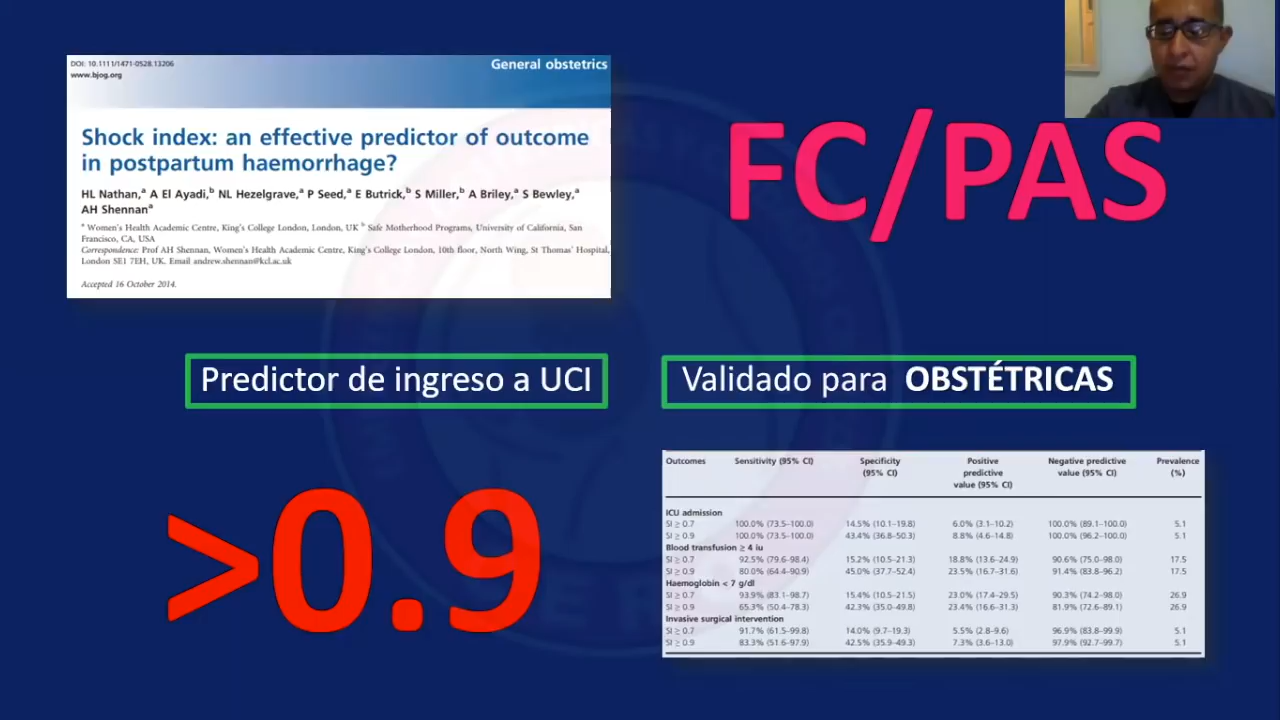 DOI: 10.1111/1471-0528.13206
www.bjog.org
General obstetrics
Shock index: an effective predictor of outcome
in postpartum haemorrhage?
HL Nathan,a A El Ayadi,b NL Hezelgrave,a P Seed,a E Butrick,b S Miller,b A Briley,a S Bewley,a
AH Shennana
a Women's Health Academic Centre, King's College London, London, UK b Safe Motherhood Programs, University of California, San
Francisco, CA, USA
Correspondence: Prof AH Shennan, Women's Health Academic Centre, King's College London, 10th floor, North Wing, St Thomas' Hospital,
London SE1 7EH, UK. Email andrew.shennan@kcl.ac.uk
Accepted 16 October 2014.
FC/PAS
Predictor de ingreso a UCI
Validado para OBSTÉTRICAS
>0.9
Outcomes Sensitivity (95% CI) Specificity (95% CI) Positive predictive value (95% CI) Negative predictive value (95% CI) Prevalence (%)
ICU admission
SI ≥ 0.7 100.0% (73.5–100.0) 14.5% (10.1–19.8) 6.0% (3.1–10.2) 100.0% (89.1–100.0) 5.1
SI ≥ 0.9 100.0% (73.5–100.0) 43.4% (36.8–50.3) 8.8% (4.6–14.8) 100.0% (96.2–100.0) 5.1
Blood transfusion ≥ 4 iu
SI ≥ 0.7 92.5% (79.6–98.4) 15.2% (10.5–21.3) 18.8% (13.6–24.9) 90.6% (75.0–98.0) 17.5
SI ≥ 0.9 80.0% (64.4–90.9) 45.0% (37.7–52.4) 23.5% (16.7–31.6) 91.4% (83.8–96.2) 17.5
Haemoglobin < 7 g/dl
SI ≥ 0.7 93.9% (83.1–98.7) 15.4% (10.5–21.5) 23.0% (17.4–29.5) 90.3% (74.2–98.0) 26.9
SI ≥ 0.9 65.3% (50.4–78.3) 42.3% (35.0–49.8) 23.4% (16.6–31.3) 81.9% (72.6–89.1) 26.9
Invasive surgical intervention
SI ≥ 0.7 91.7% (61.5–99.8) 14.0% (9.7–19.3) 5.5% (2.8–9.6) 96.9% (83.8–99.9) 5.1
SI ≥ 0.9 83.3% (51.6–97.9) 42.5% (35.9–49.3) 7.3% (3.6–13.0) 97.9% (92.7–99.7) 5.1